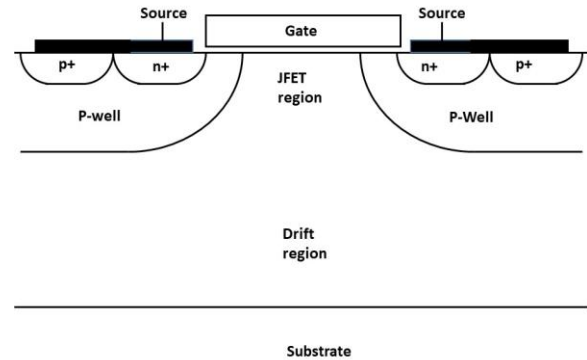 Source
Source
Gate
p+
n+
JFET
region
n+
p+
P-well
P-Well
Drift
region
Substrate